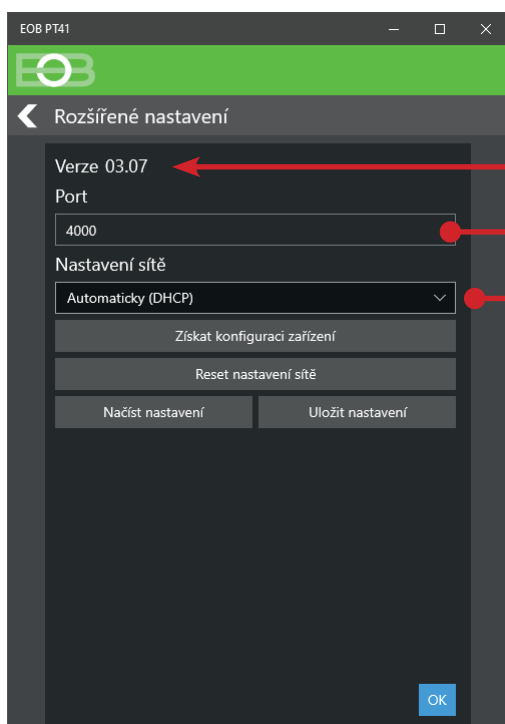 EOB PT41
EOB
Rozšířené nastavení
Verze 03.07
Port
4000
Nastavení sítě
Automaticky (DHCP)
Získat konfiguraci zařízení
Reset nastavení sítě
Načíst nastavení Uložit nastavení
OK